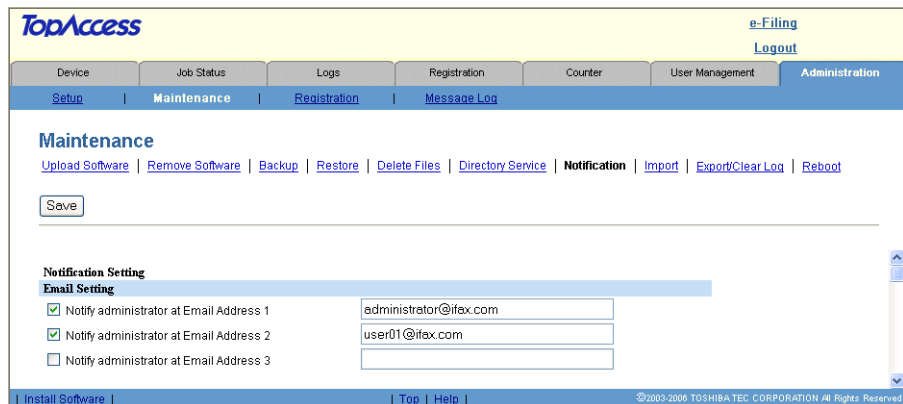 TopAccess
e-Filing
Logout
Device Job Status Logs Registration Counter User Management Administration
Setup | Maintenance | Registration | Message Log
Maintenance
Upload Software | Remove Software | Backup | Restore | Delete Files | Directory Service | Notification | Import | Export/Clear Log | Reboot
Save
Notification Setting
Email Setting
Notify administrator at Email Address 1 administrator@ifax.com
Notify administrator at Email Address 2 user01@ifax.com
Notify administrator at Email Address 3
| Install Software | | Top | Help | ©2003-2006 TOSHIBA TEC CORPORATION All Rights Reserved